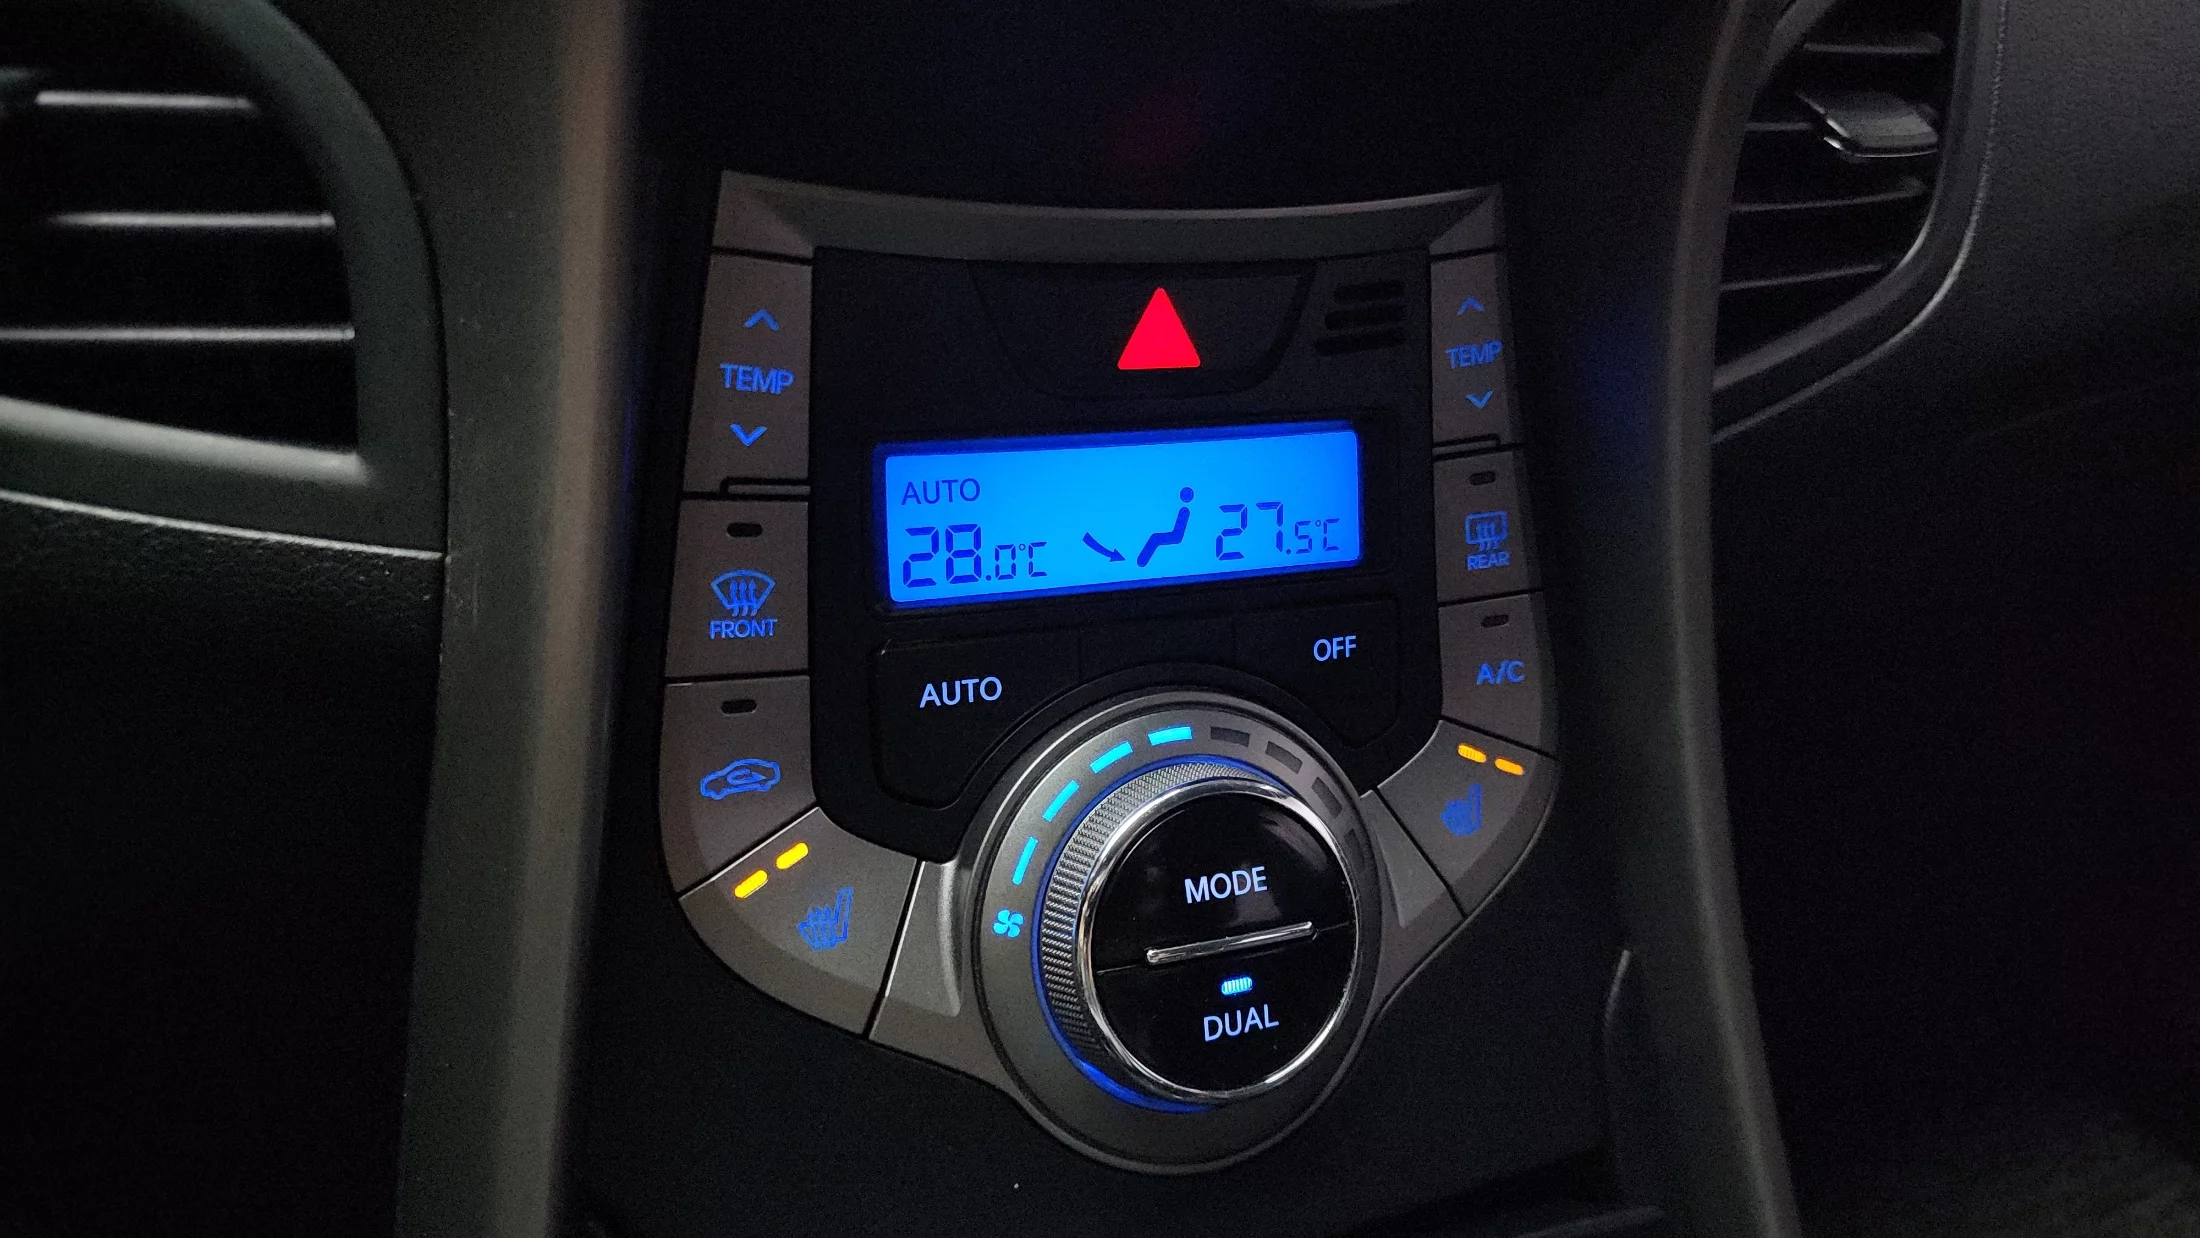 TEMP
TEMP
AUTO
28.0°C
27.5°C
FRONT
REAR
AUTO
OFF
A/C
MODE
DUAL